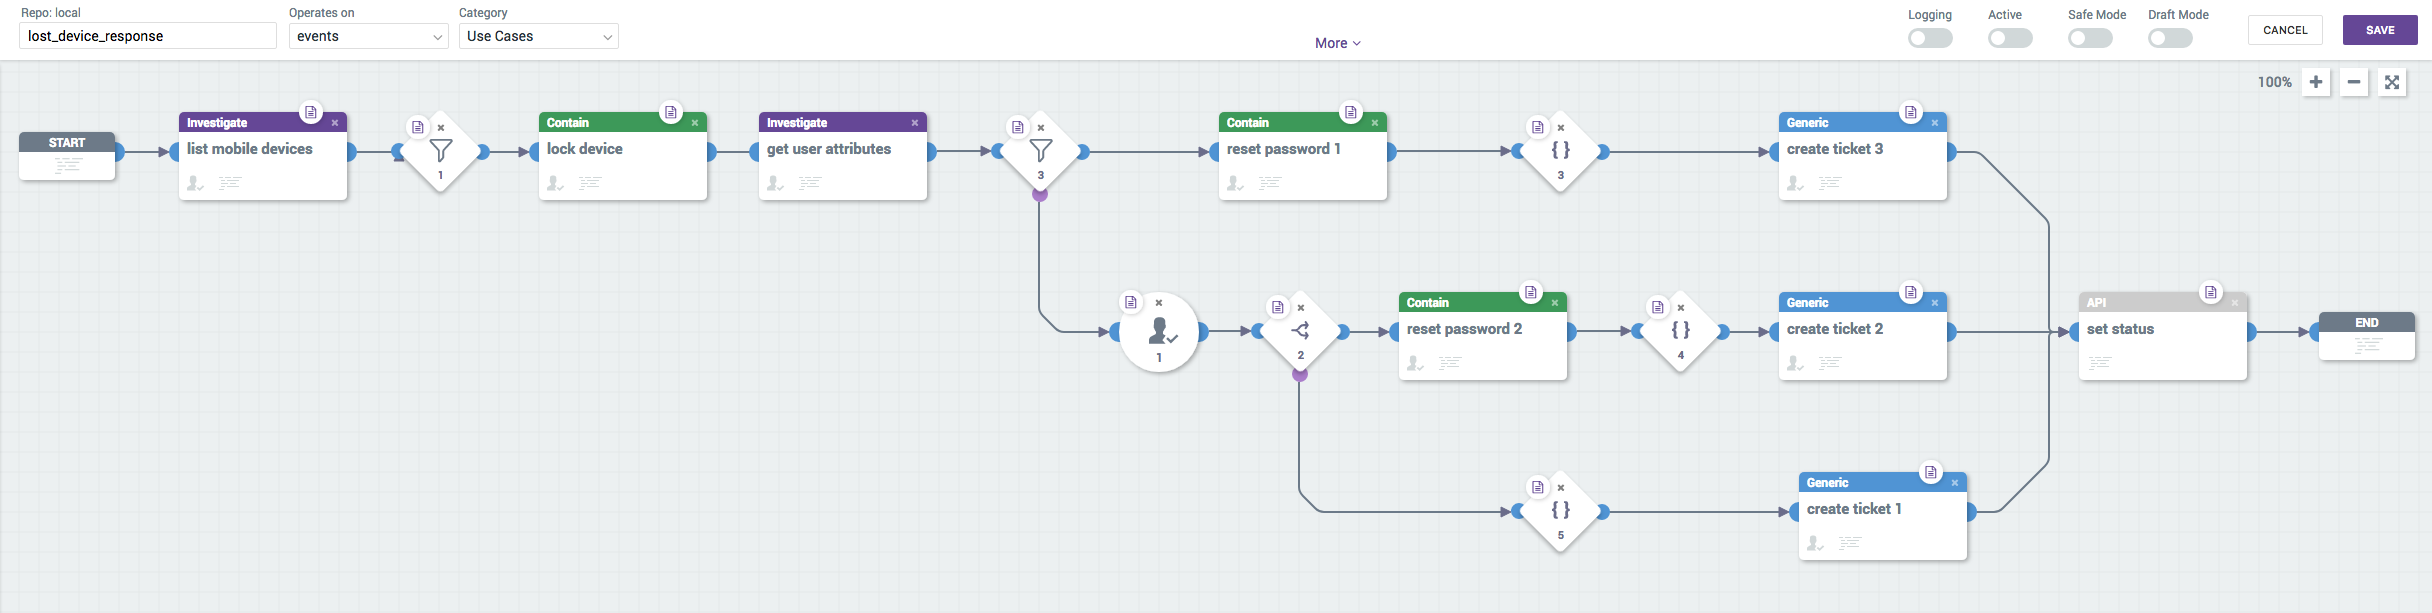 Repo: local
Operates on
Category
lost_device_response
events
Use Cases
More
Logging
Active
Safe Mode
Draft Mode
CANCEL
SAVE
100%
START
Investigate
list mobile devices
1
Contain
lock device
Investigate
get user attributes
3
Contain
reset password 1
{ }
3
Generic
create ticket 3
1
2
Contain
reset password 2
{ }
4
Generic
create ticket 2
API
set status
END
{ }
5
Generic
create ticket 1